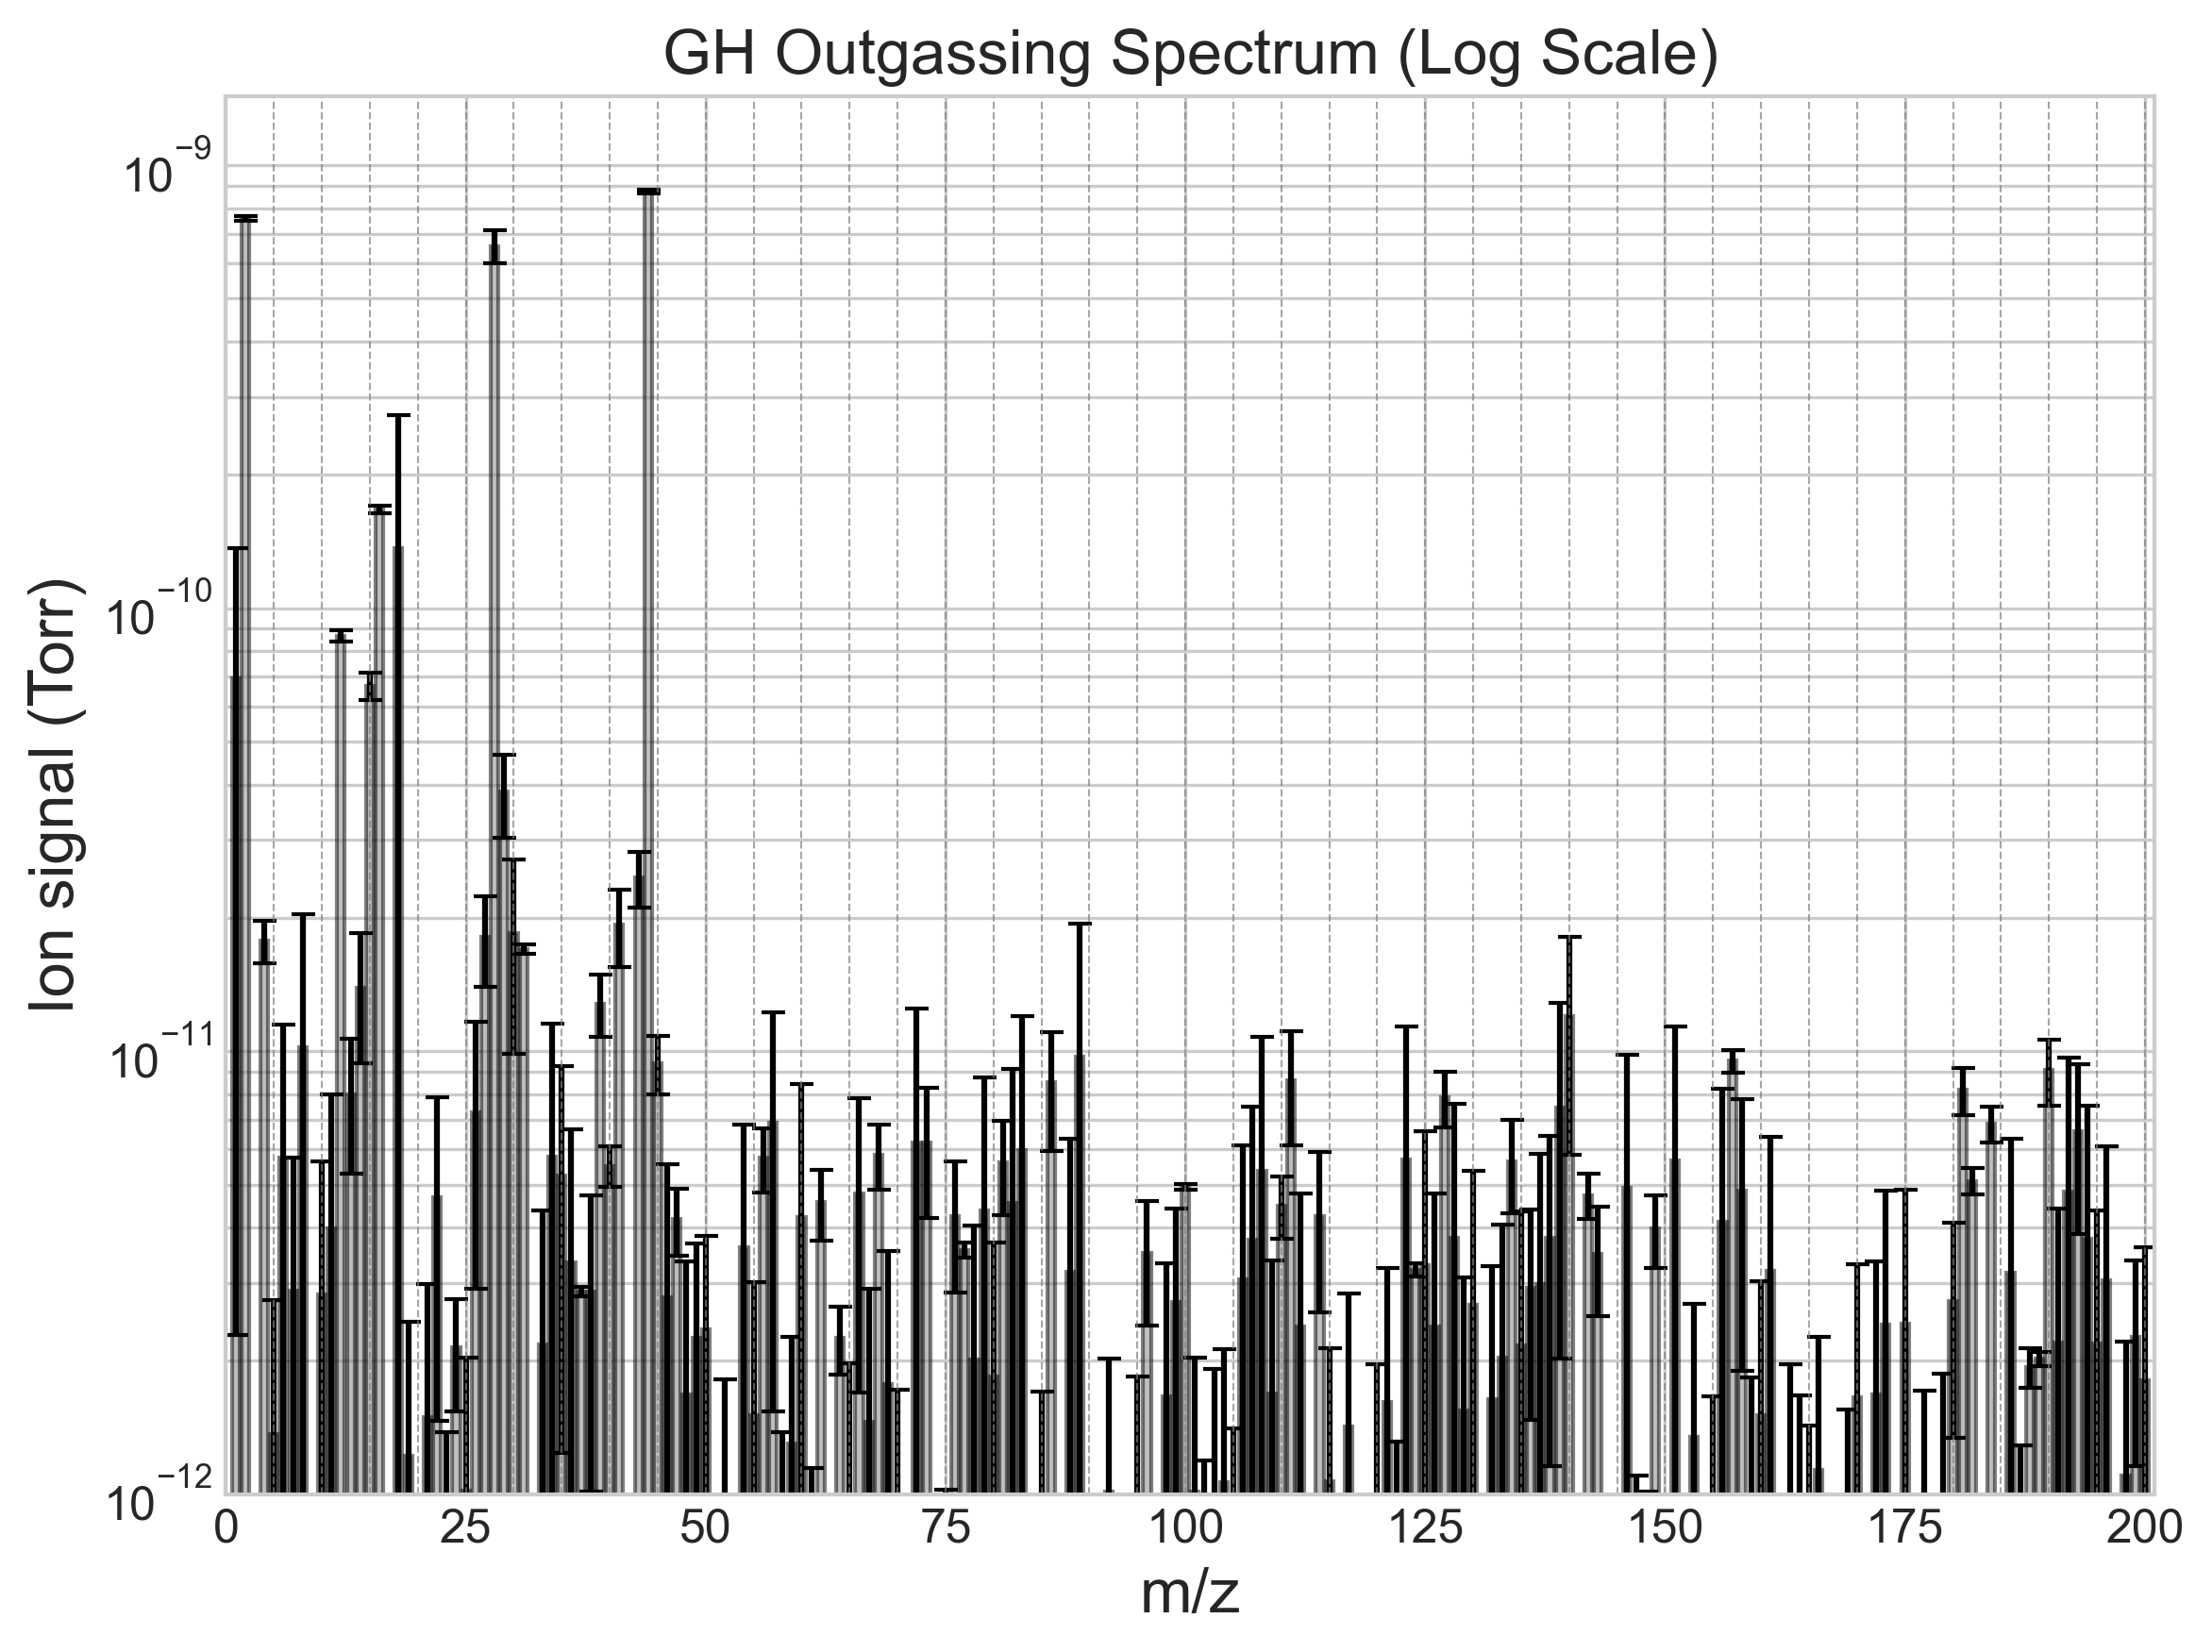 GH Outgassing Spectrum (Log Scale)
Ion signal (Torr)
10⁻⁹
10⁻¹⁰
10⁻¹¹
10⁻¹²
0 25 50 75 100 125 150 175 200
m/z